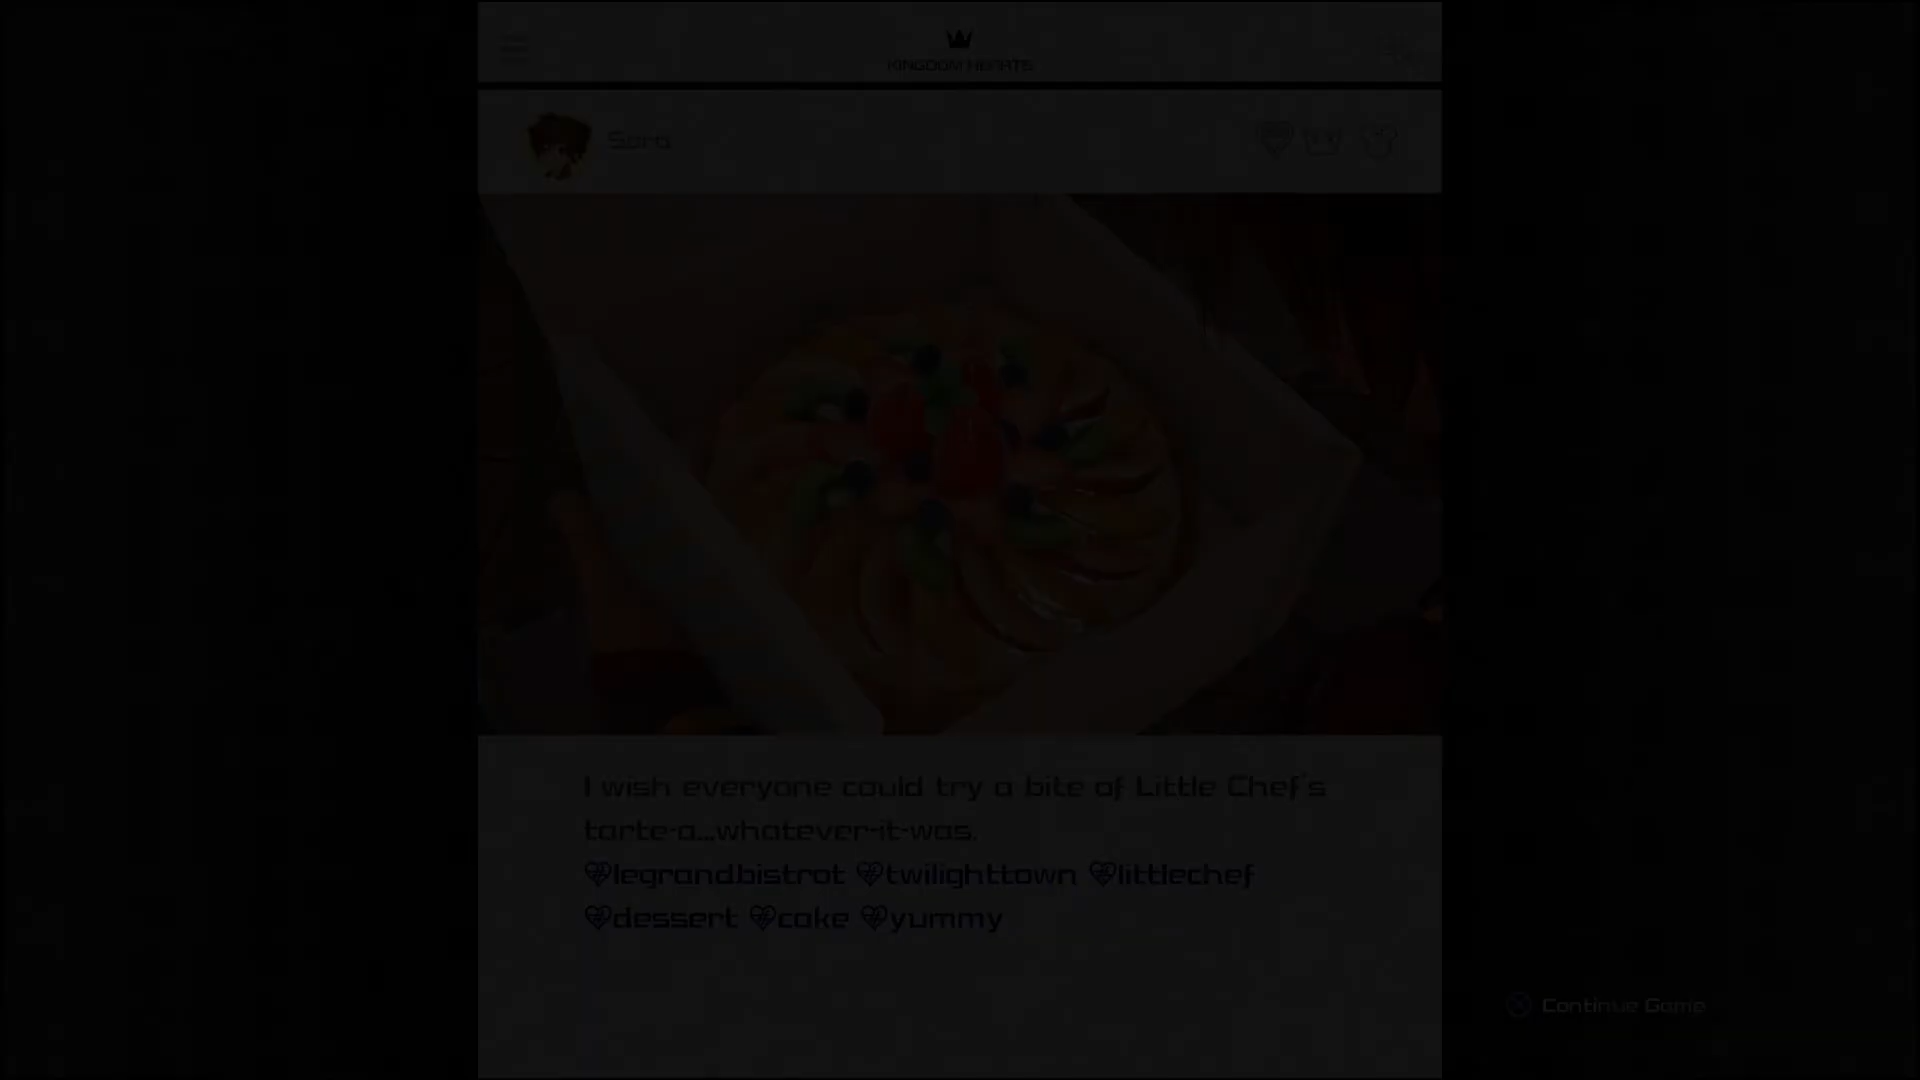 KINGDOM HEARTS
Sora
I wish everyone could try a bite of Little Chef's
tarte-a...whatever-it-was.
legrandbistrot twilighttown littlechef
dessert cake yummy
Continue Game